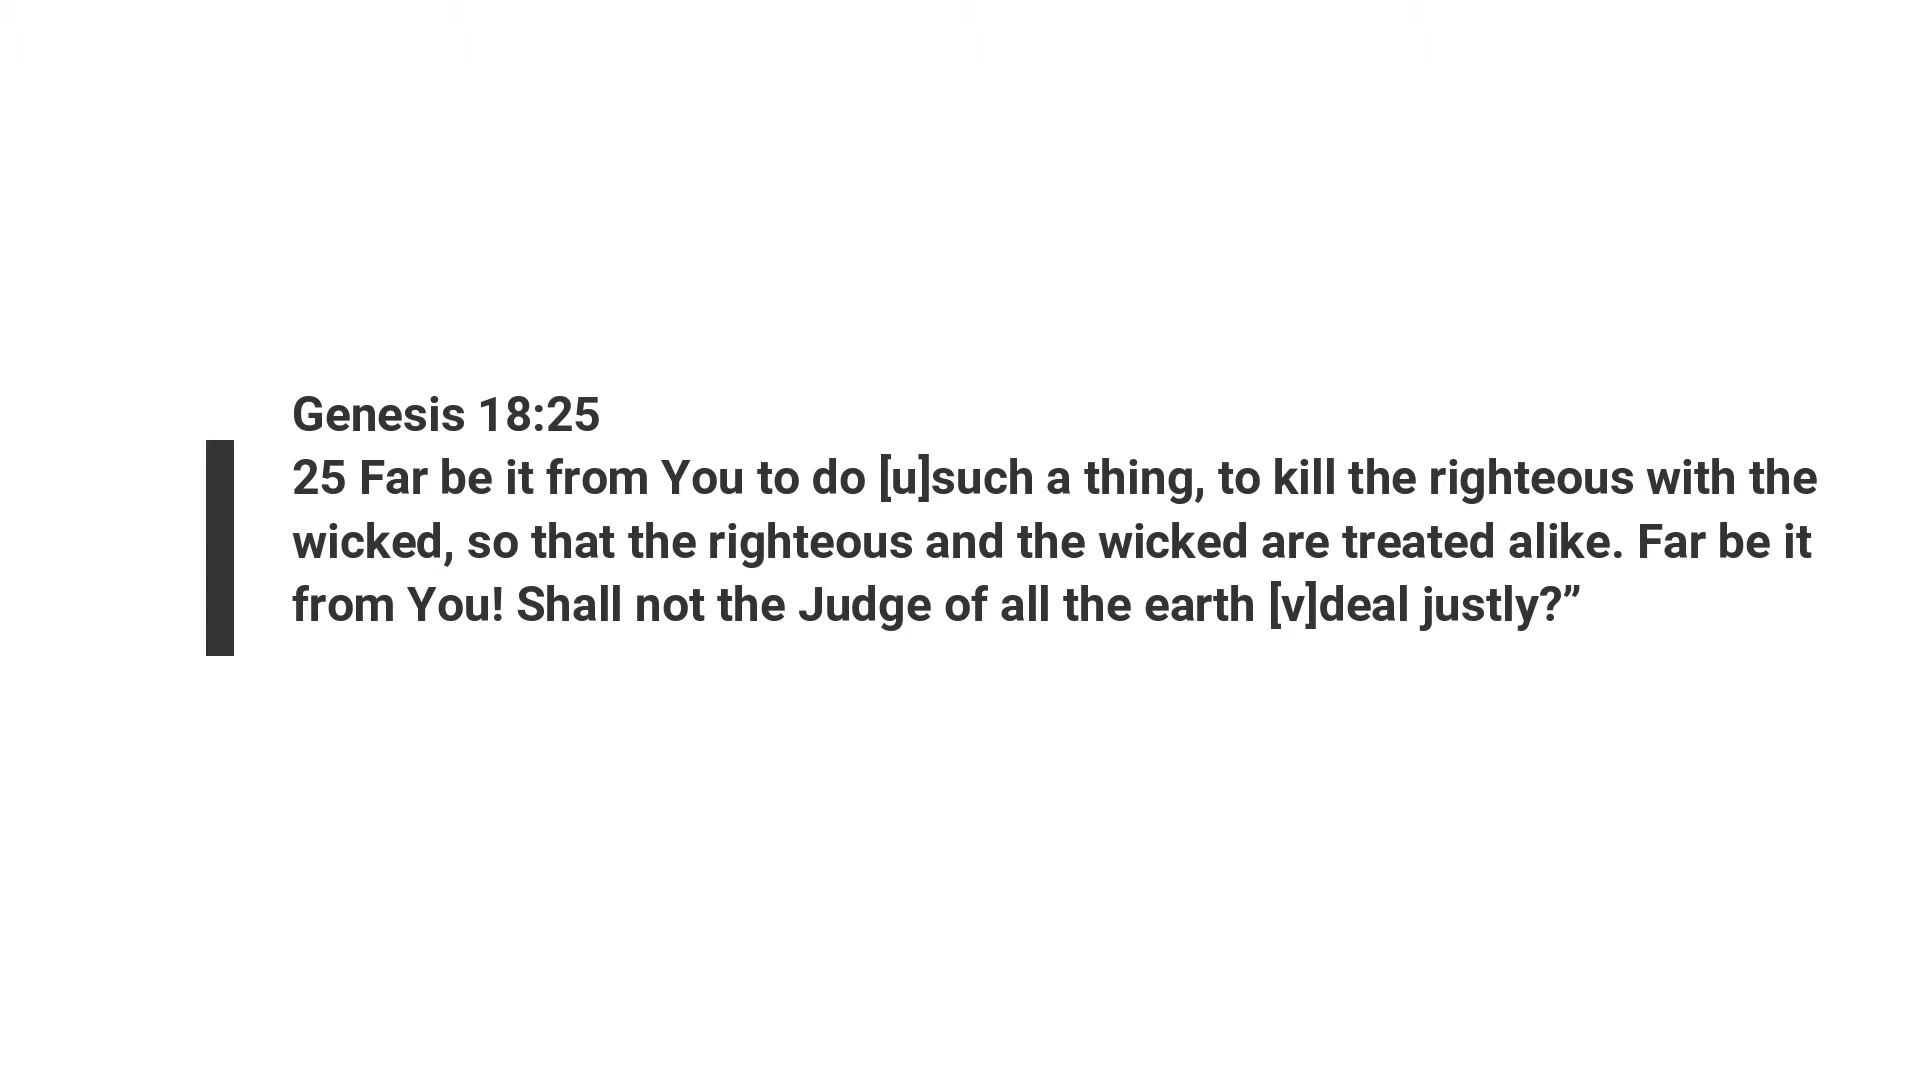 Genesis 18:25
25 Far be it from You to do [u]such a thing, to kill the righteous with the
wicked, so that the righteous and the wicked are treated alike. Far be it
from You! Shall not the Judge of all the earth [v]deal justly?”